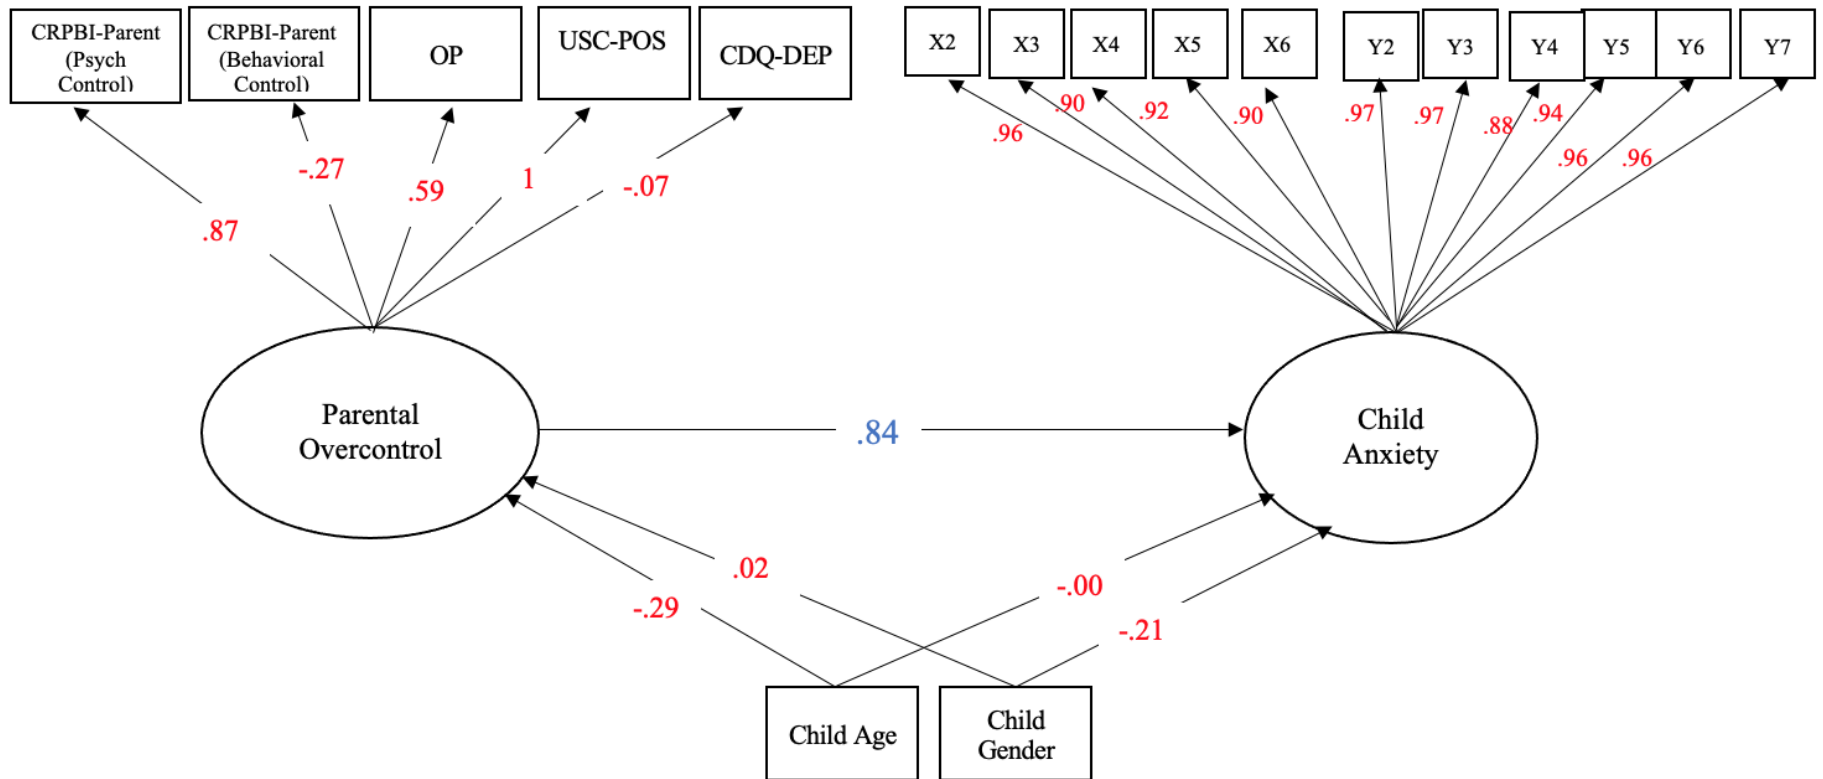 CRPBI-Parent
(Psych
Control)
CRPBI-Parent
(Behavioral
Control)
OP
USC-POS
CDQ-DEP
X2
X3
X4
X5
X6
Y2
Y3
Y4
Y5
Y6
Y7
.87
-.27
.59
1
-.07
.96
.90
.92
.90
.97
.97
.88
.94
.96
.96
Parental
Overcontrol
.84
Child
Anxiety
.02
-.29
-.00
-.21
Child Age
Child
Gender